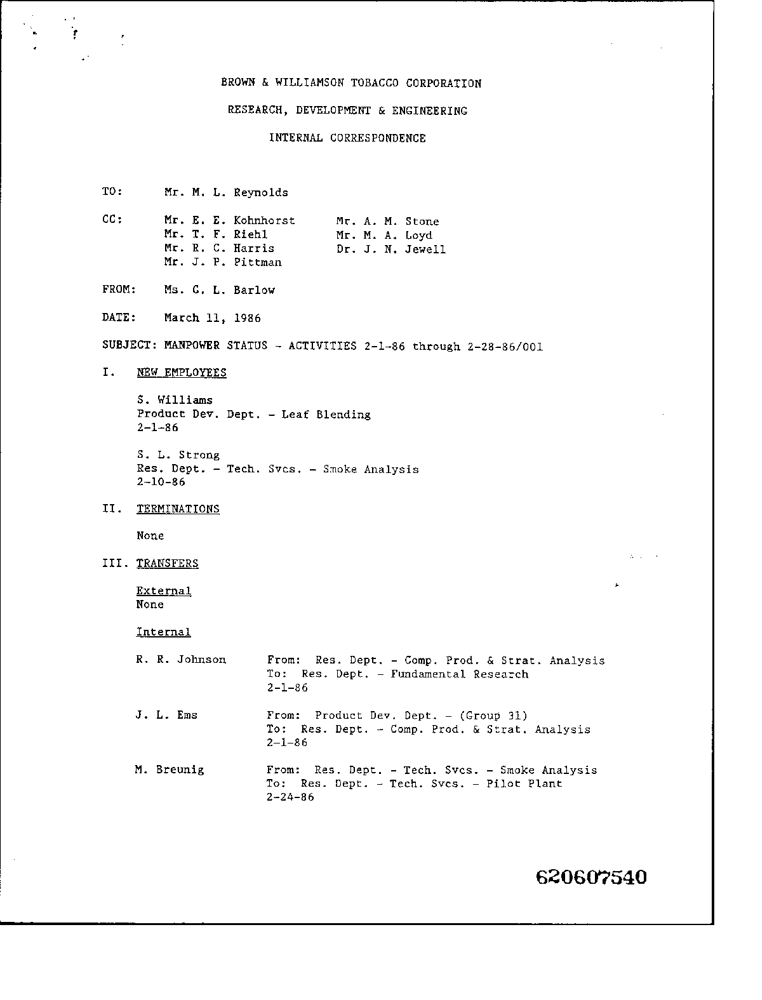 BROWN & WILLIAMSON TOBACCO CORPORATION
RESEARCH, DEVELOPMENT & ENGINEERING
INTERNAL CORRESPONDENCE
TO: Mr. M. L. Reynolds
CC: Mr. E. E. Kohnhorst Mr. A. M. Stone
Mr. T. F. Riehl Mr. M. A. Loyd
Mr. R. C. Harris Dr. J. N. Jewell
Mr. J. P. Pittman
FROM: Ms. G. L. Barlow
DATE: March 11, 1986
SUBJECT: MANPOWER STATUS - ACTIVITIES 2-1-86 through 2-28-86/001
I. NEW EMPLOYEES
S. Williams
Product Dev. Dept. - Leaf Blending
2-1-86
S. L. Strong
Res. Dept. - Tech. Svcs. - Smoke Analysis
2-10-86
II. TERMINATIONS
None
III. TRANSFERS
External
None
Internal
R. R. Johnson From: Res. Dept. - Comp. Prod. & Strat. Analysis
To: Res. Dept. - Fundamental Research
2-1-86
J. L. Ems From: Product Dev. Dept. - (Group 31)
To: Res. Dept. - Comp. Prod. & Strat. Analysis
2-1-86
M. Breunig From: Res. Dept. - Tech. Svcs. - Smoke Analysis
To: Res. Dept. - Tech. Svcs. - Pilot Plant
2-24-86
620607540